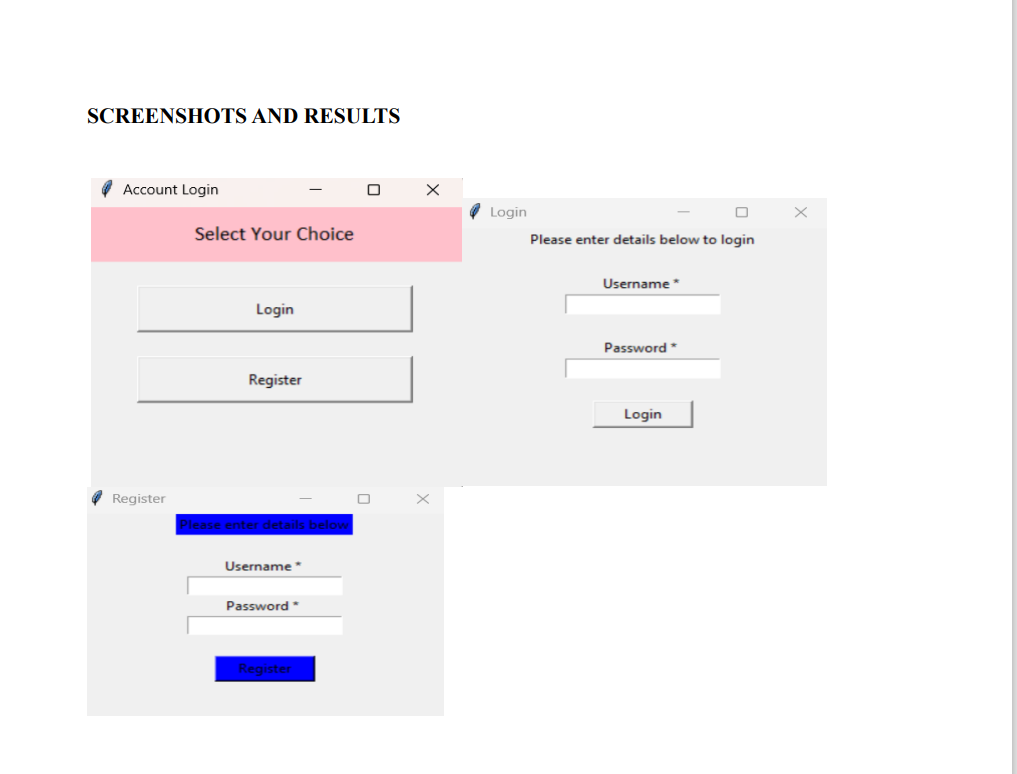 SCREENSHOTS AND RESULTS
Account Login
Select Your Choice
Login
Register
Login
Please enter details below to login
Username *
Password *
Login
Register
Please enter details below
Username *
Password *
Register